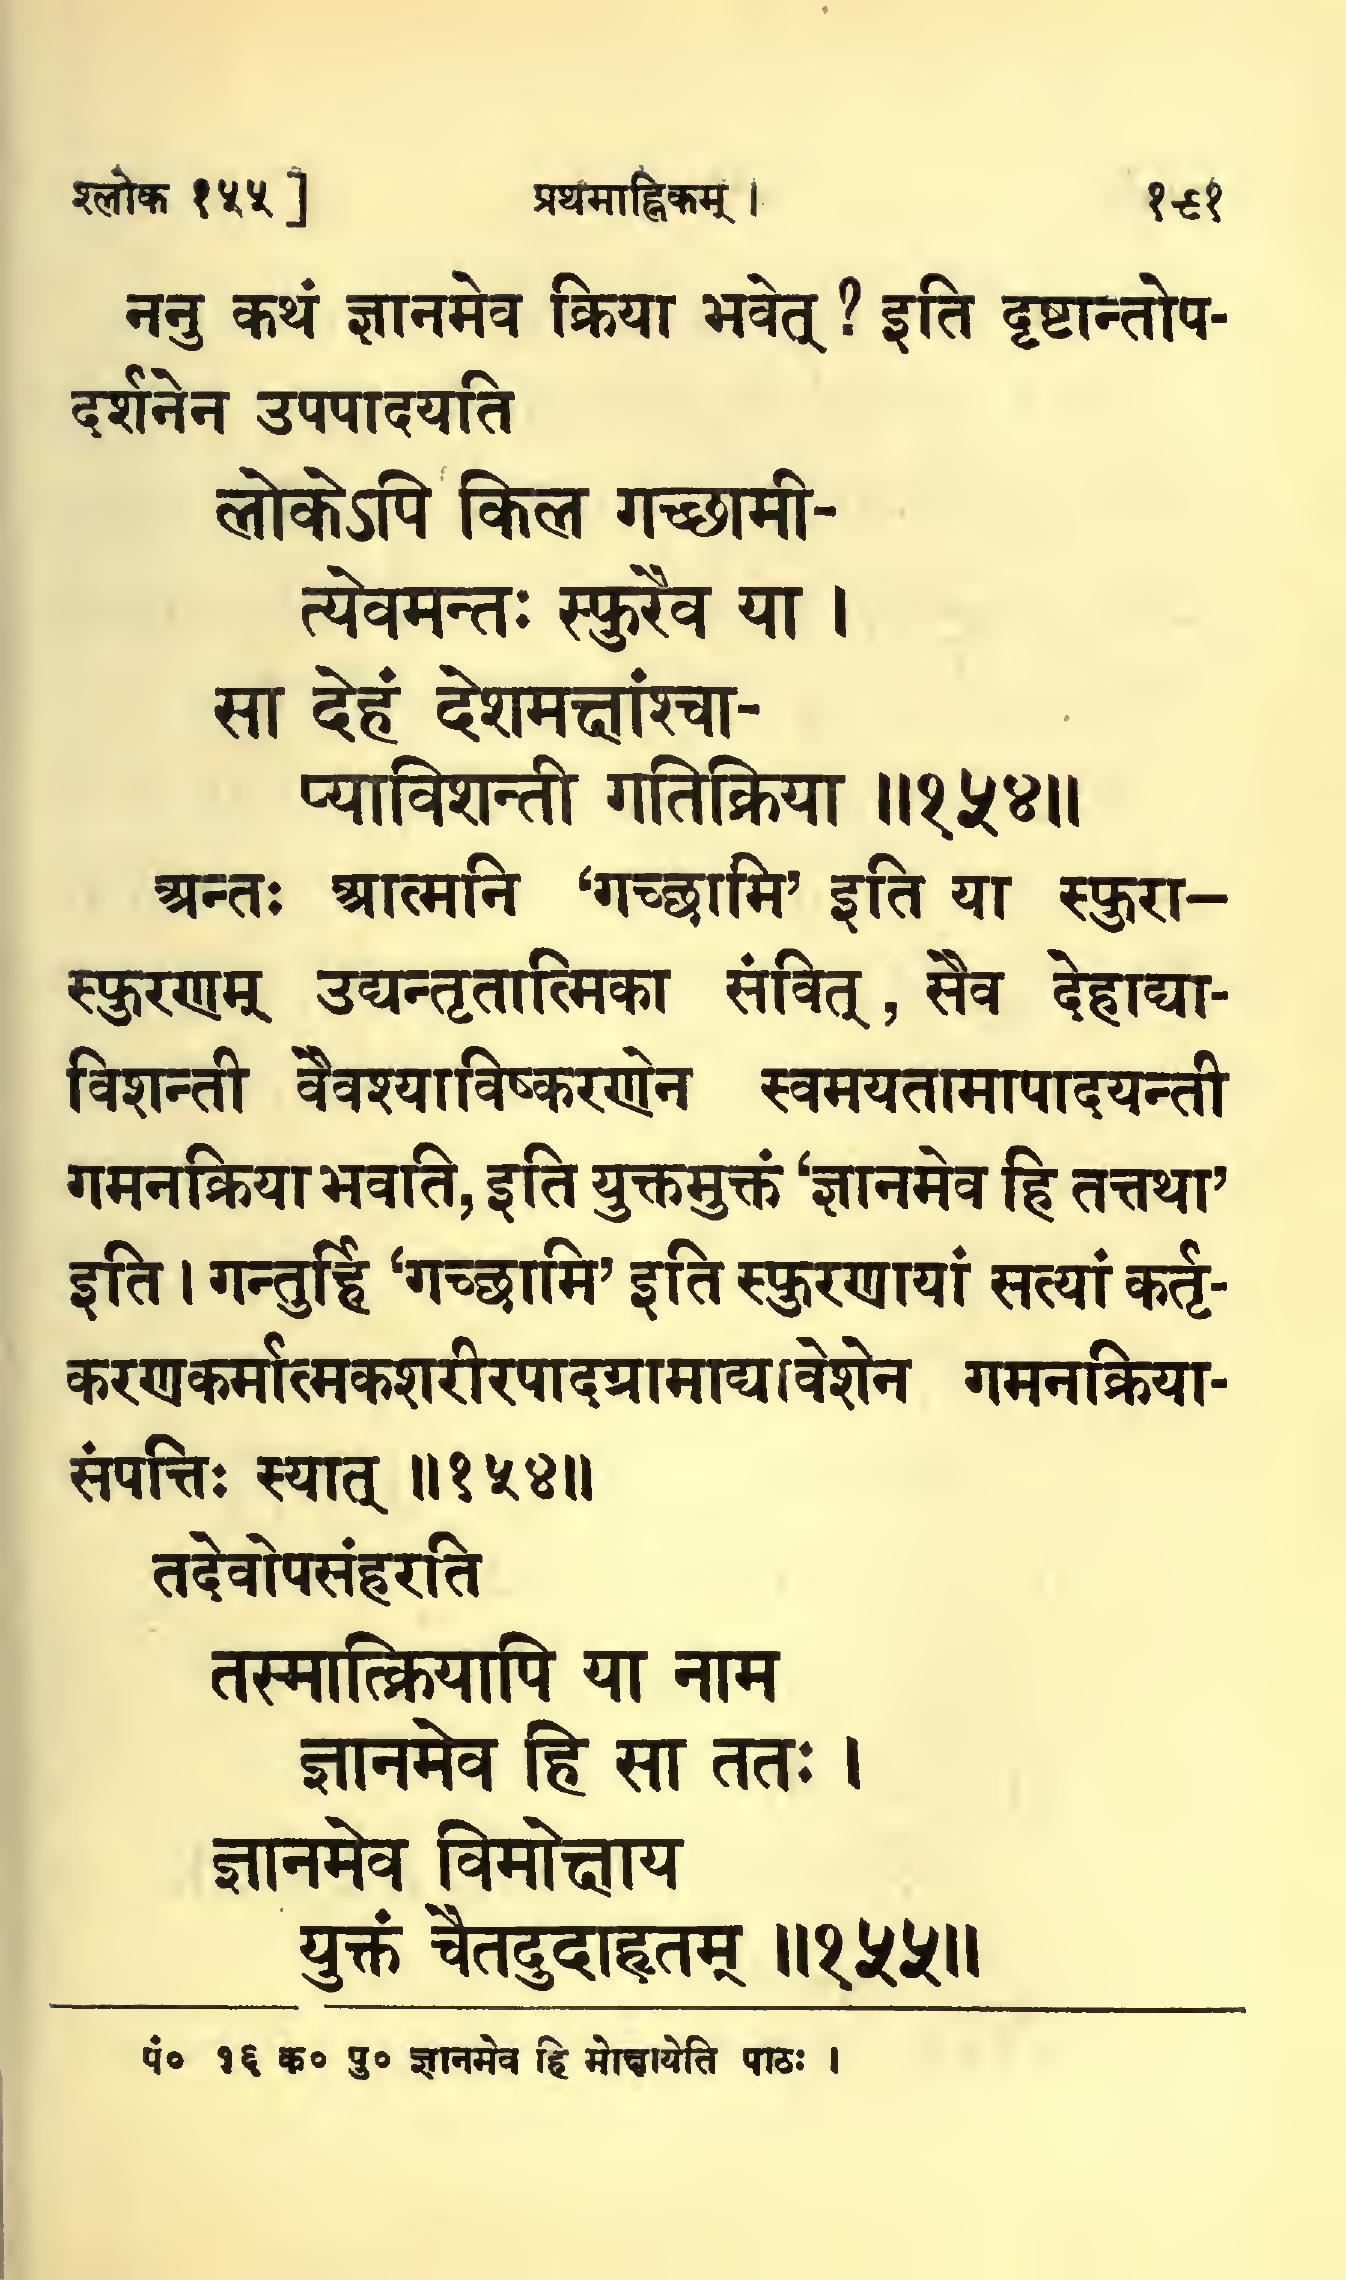 श्लोक १५५ ] प्रथमाह्निकम् । १९१
ननु कथं ज्ञानमेव क्रिया भवेत् ? इति दृष्टान्तोप-
दर्शनेन उपपादयति
लोकेऽपि किल गच्छामी-
त्येवमन्तः स्फुरैव या ।
सा देहं देशमक्षांश्चा-
प्याविशन्ती गतिक्रिया ॥१५४॥
अन्तः आत्मनि ‘गच्छामि’ इति या स्फुरा—
स्फुरणम् उद्यन्तृतात्मिका संवित् , सैव देहाद्या-
विशन्ती वैवश्याविष्करणेन स्वमयतामापादयन्ती
गमनक्रिया भवति, इति युक्तमुक्तं ‘ज्ञानमेव हि तत्तथा’
इति । गन्तुर्हि ‘गच्छामि’ इति स्फुरणायां सत्यां कर्तृ-
करणकर्मात्मकशरीरपादग्रामाद्यावेशेन गमनक्रिया-
संपत्तिः स्यात् ॥१५४॥
तदेवोपसंहरति
तस्मात्क्रियापि या नाम
ज्ञानमेव हि सा ततः ।
ज्ञानमेव विमोक्षाय
युक्तं चैतदुदाहृतम् ॥१५५॥
पं० १६ क० पु० ज्ञानमेव हि मोक्षायेति पाठः ।